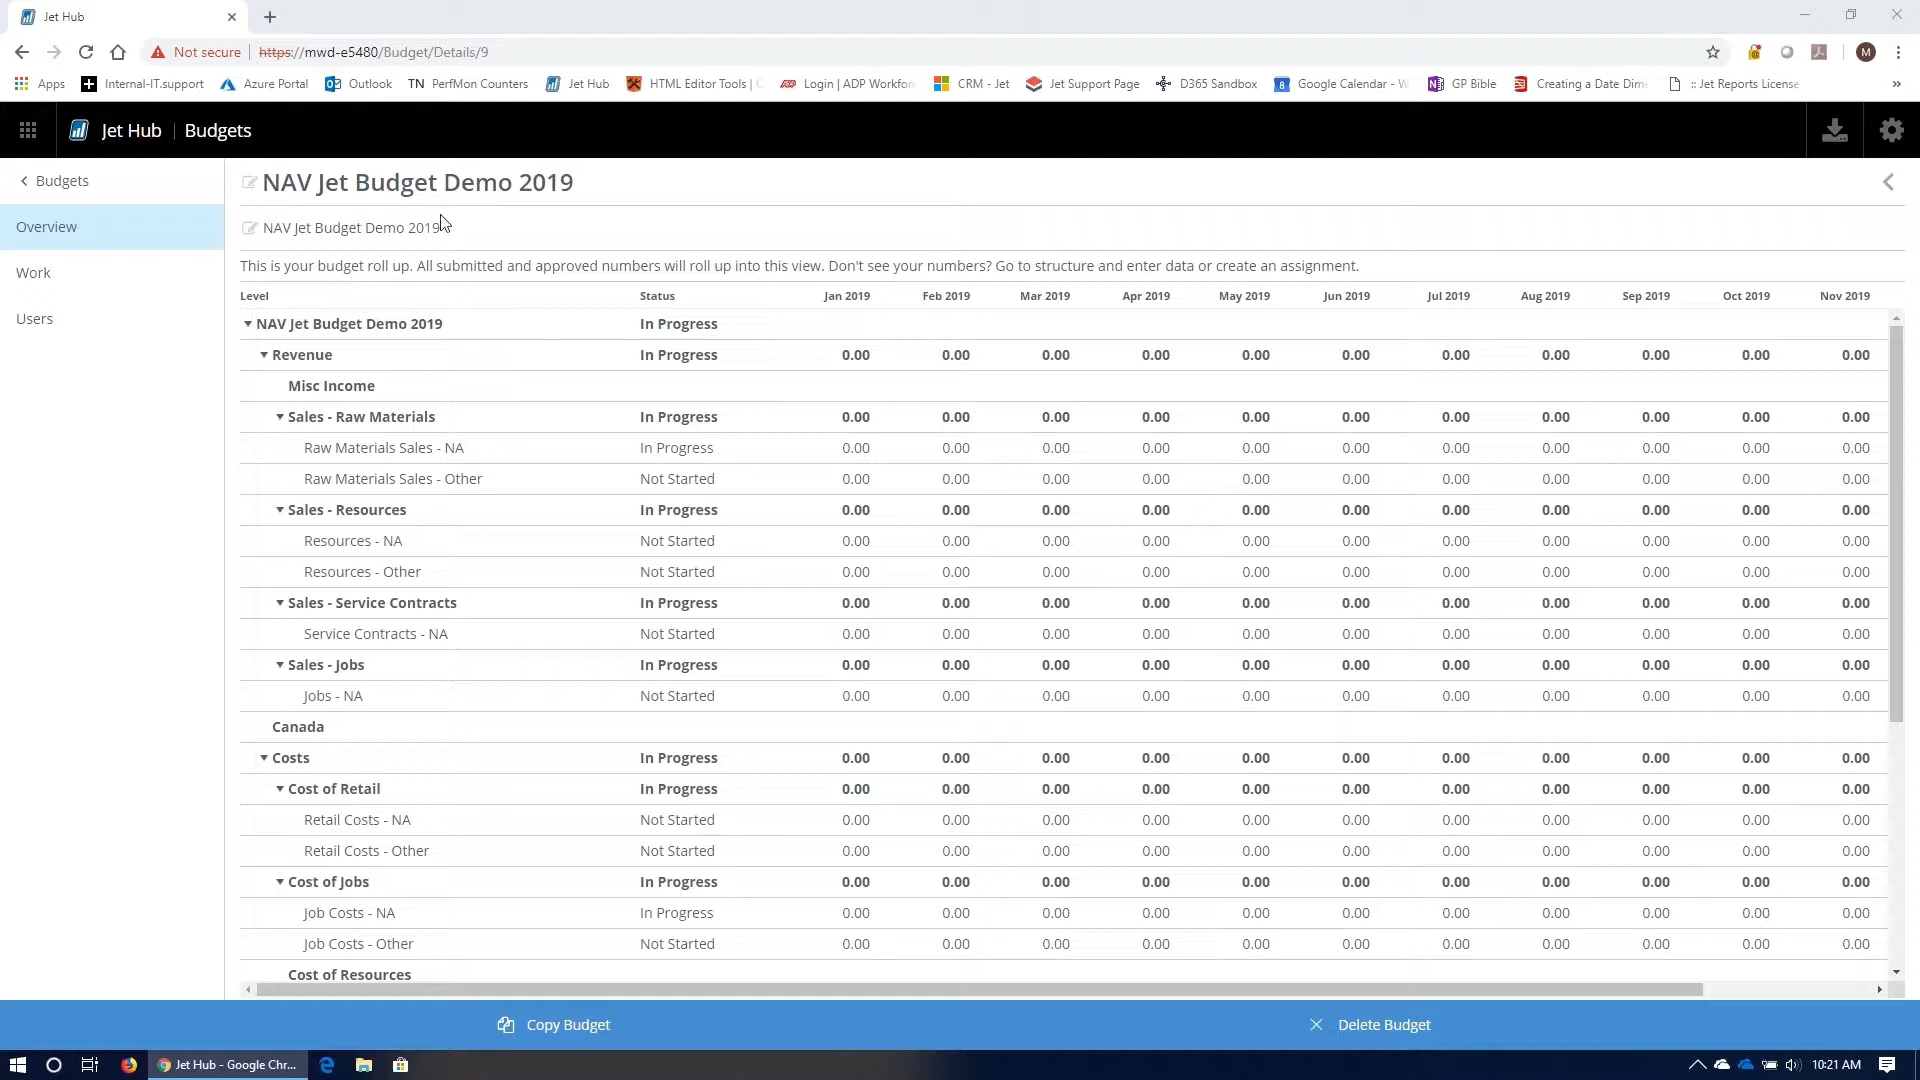 Jet Hub
Not secure https://mwd-e5480/Budget/Details/9
M
Apps Internal-IT.support Azure Portal Outlook TN PerfMon Counters Jet Hub HTML Editor Tools | Login | ADP Workfor CRM - Jet Jet Support Page D365 Sandbox 8 Google Calendar - W GP Bible Creating a Date Dim :: Jet Reports License »
Jet Hub | Budgets
Budgets
Overview
Work
Users
NAV Jet Budget Demo 2019
NAV Jet Budget Demo 2019
This is your budget roll up. All submitted and approved numbers will roll up into this view. Don't see your numbers? Go to structure and enter data or create an assignment.
Level Status Jan 2019 Feb 2019 Mar 2019 Apr 2019 May 2019 Jun 2019 Jul 2019 Aug 2019 Sep 2019 Oct 2019 Nov 2019
NAV Jet Budget Demo 2019 In Progress
Revenue In Progress 0.00 0.00 0.00 0.00 0.00 0.00 0.00 0.00 0.00 0.00 0.00
Misc Income
Sales - Raw Materials In Progress 0.00 0.00 0.00 0.00 0.00 0.00 0.00 0.00 0.00 0.00 0.00
Raw Materials Sales - NA In Progress 0.00 0.00 0.00 0.00 0.00 0.00 0.00 0.00 0.00 0.00 0.00
Raw Materials Sales - Other Not Started 0.00 0.00 0.00 0.00 0.00 0.00 0.00 0.00 0.00 0.00 0.00
Sales - Resources In Progress 0.00 0.00 0.00 0.00 0.00 0.00 0.00 0.00 0.00 0.00 0.00
Resources - NA Not Started 0.00 0.00 0.00 0.00 0.00 0.00 0.00 0.00 0.00 0.00 0.00
Resources - Other Not Started 0.00 0.00 0.00 0.00 0.00 0.00 0.00 0.00 0.00 0.00 0.00
Sales - Service Contracts In Progress 0.00 0.00 0.00 0.00 0.00 0.00 0.00 0.00 0.00 0.00 0.00
Service Contracts - NA Not Started 0.00 0.00 0.00 0.00 0.00 0.00 0.00 0.00 0.00 0.00 0.00
Sales - Jobs In Progress 0.00 0.00 0.00 0.00 0.00 0.00 0.00 0.00 0.00 0.00 0.00
Jobs - NA Not Started 0.00 0.00 0.00 0.00 0.00 0.00 0.00 0.00 0.00 0.00 0.00
Canada
Costs In Progress 0.00 0.00 0.00 0.00 0.00 0.00 0.00 0.00 0.00 0.00 0.00
Cost of Retail In Progress 0.00 0.00 0.00 0.00 0.00 0.00 0.00 0.00 0.00 0.00 0.00
Retail Costs - NA Not Started 0.00 0.00 0.00 0.00 0.00 0.00 0.00 0.00 0.00 0.00 0.00
Retail Costs - Other Not Started 0.00 0.00 0.00 0.00 0.00 0.00 0.00 0.00 0.00 0.00 0.00
Cost of Jobs In Progress 0.00 0.00 0.00 0.00 0.00 0.00 0.00 0.00 0.00 0.00 0.00
Job Costs - NA In Progress 0.00 0.00 0.00 0.00 0.00 0.00 0.00 0.00 0.00 0.00 0.00
Job Costs - Other Not Started 0.00 0.00 0.00 0.00 0.00 0.00 0.00 0.00 0.00 0.00 0.00
Cost of Resources
Copy Budget Delete Budget
Jet Hub - Google Chr... 10:21 AM